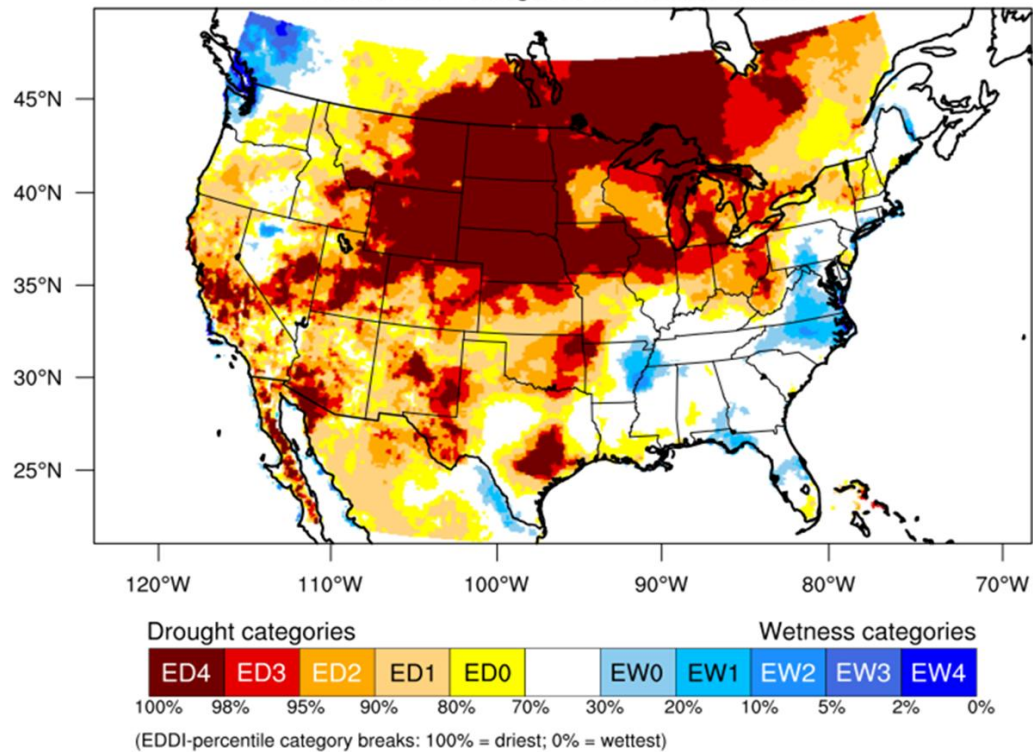 45°N
40°N
35°N
30°N
25°N
120°W 110°W 100°W 90°W 80°W 70°W
Drought categories Wetness categories
ED4 ED3 ED2 ED1 ED0 EW0 EW1 EW2 EW3 EW4
100% 98% 95% 90% 80% 70% 30% 20% 10% 5% 2% 0%
(EDDI-percentile category breaks: 100% = driest; 0% = wettest)